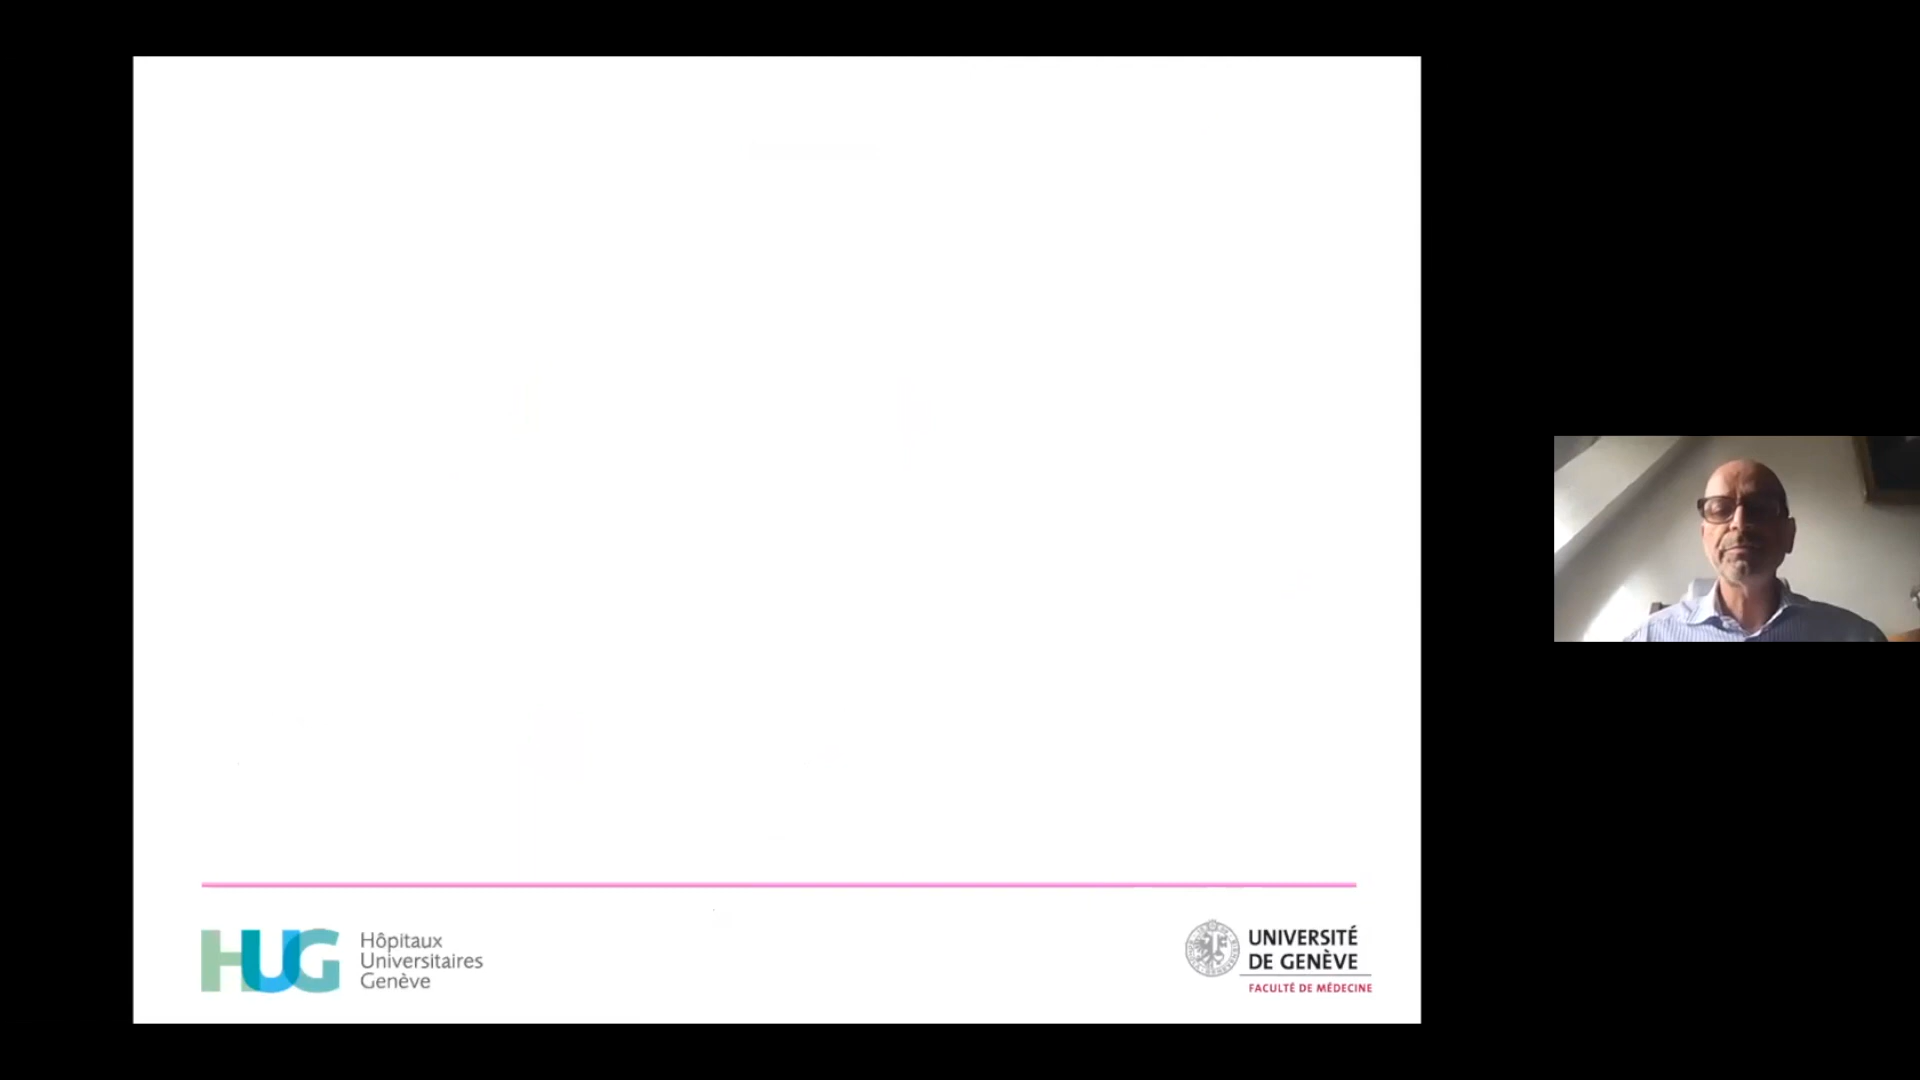 HUG
Hôpitaux
Universitaires
Genève
UNIVERSITÉ
DE GENÈVE
FACULTÉ DE MÉDECINE